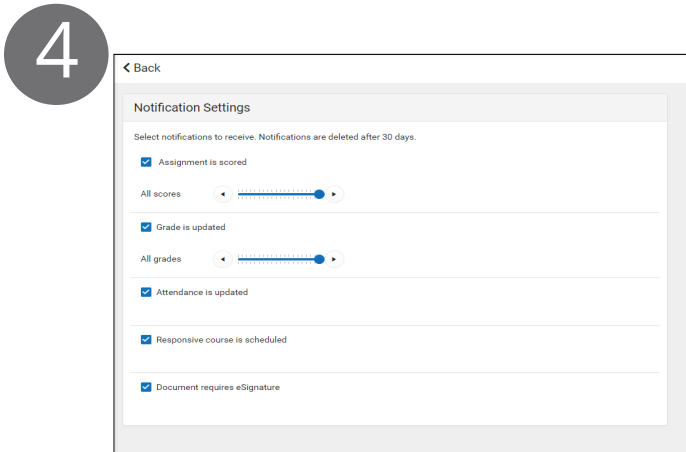 4
Back
Notification Settings
Select notifications to receive. Notifications are deleted after 30 days.
Assignment is scored
All scores
Grade is updated
All grades
Attendance is updated
Responsive course is scheduled
Document requires eSignature